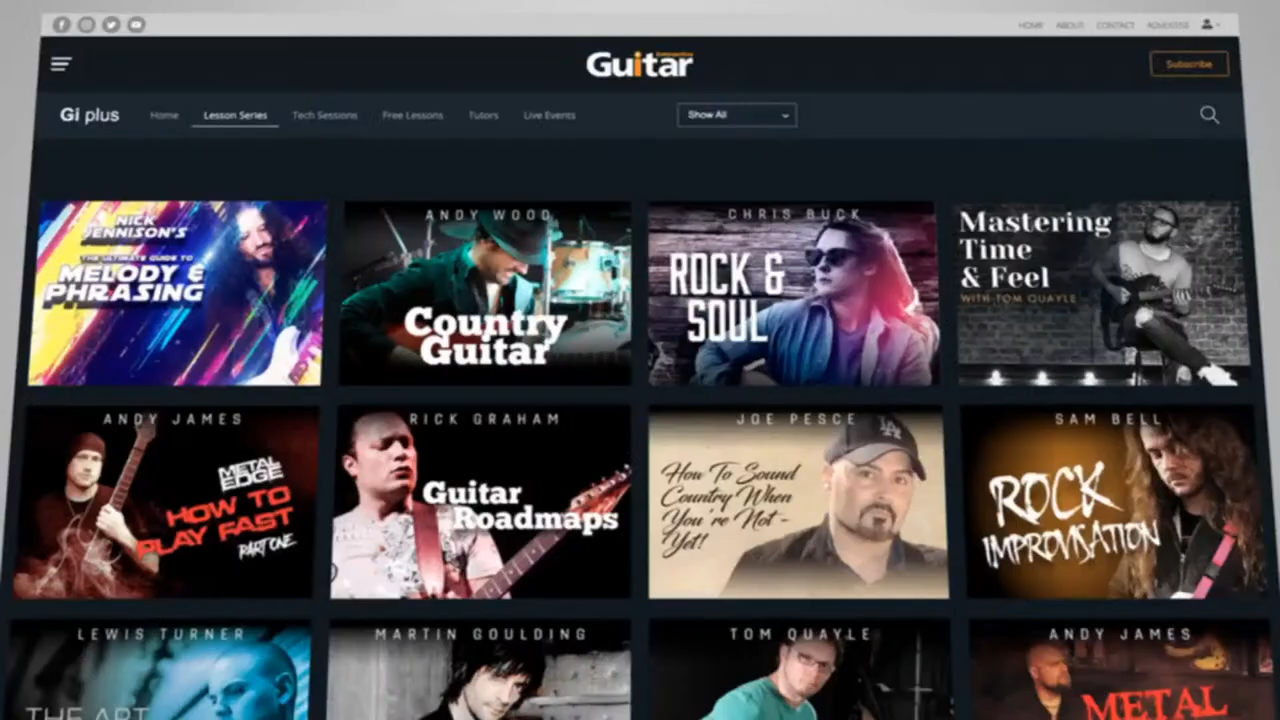 HOME ABOUT CONTACT ADVERTISE
Guitar
Subscribe
Gi plus Home Lesson Series Tech Sessions Free Lessons Tutors Live Events Show All
NICK
JENNISON'S
THE ULTIMATE GUIDE TO
MELODY &
PHRASING
ANDY WOOD
Country
Guitar
CHRIS BUCK
ROCK &
SOUL
Mastering
Time
& Feel
WITH TOM QUAYLE
ANDY JAMES
METAL
EDGE
HOW TO
PLAY FAST
PART ONE
RICK GRAHAM
Guitar
Roadmaps
JOE PESCE
LA
How To Sound
Country When
You're Not -
Yet!
SAM BELL
ROCK
IMPROVISATION
LEWIS TURNER
THE ART
MARTIN GOULDING
TOM QUAYLE
ANDY JAMES
METAL